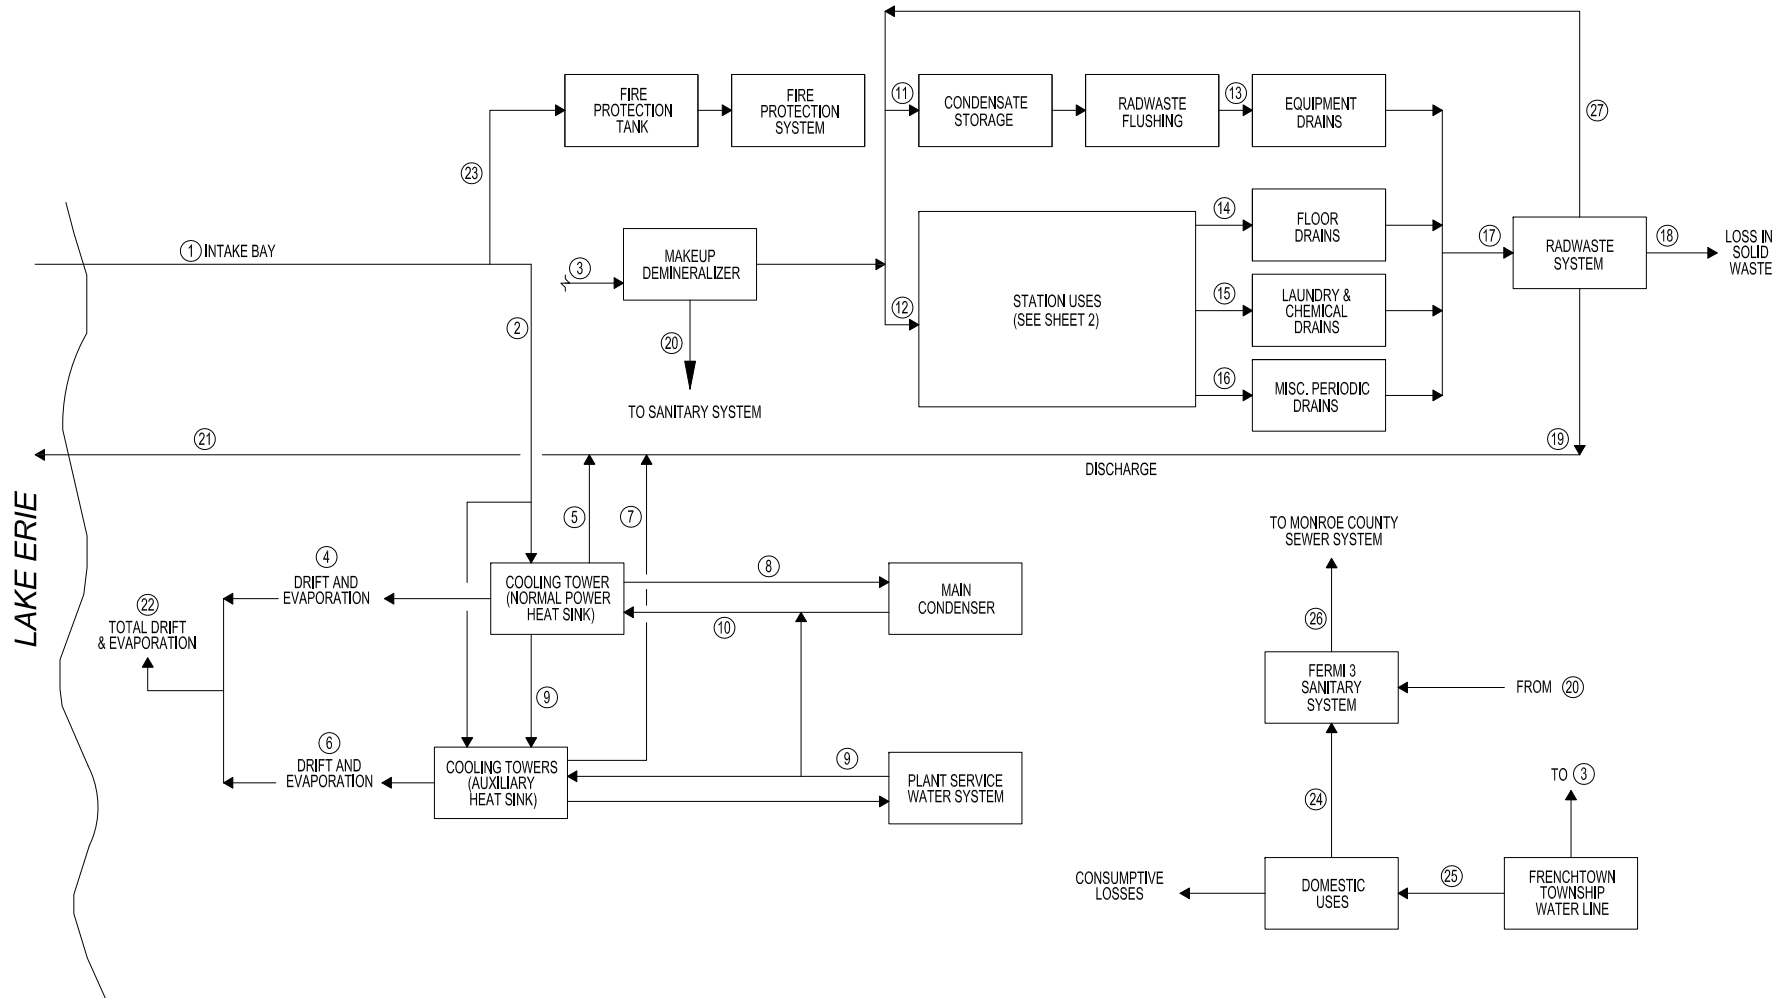 FIRE
PROTECTION
TANK
FIRE
PROTECTION
SYSTEM
11
CONDENSATE
STORAGE
RADWASTE
FLUSHING
13
EQUIPMENT
DRAINS
27
23
14
FLOOR
DRAINS
1 INTAKE BAY
3
MAKEUP
DEMINERALIZER
17
RADWASTE
SYSTEM
18
LOSS IN
SOLID
WASTE
2
20
TO SANITARY SYSTEM
12
STATION USES
(SEE SHEET 2)
15
LAUNDRY &
CHEMICAL
DRAINS
16
MISC. PERIODIC
DRAINS
21
19
DISCHARGE
LAKE ERIE
5
7
4
DRIFT AND
EVAPORATION
COOLING TOWER
(NORMAL POWER
HEAT SINK)
8
10
MAIN
CONDENSER
22
TOTAL DRIFT
& EVAPORATION
9
6
DRIFT AND
EVAPORATION
COOLING TOWERS
(AUXILIARY
HEAT SINK)
9
PLANT SERVICE
WATER SYSTEM
TO MONROE COUNTY
SEWER SYSTEM
26
FERMI 3
SANITARY
SYSTEM
FROM 20
24
TO 3
CONSUMPTIVE
LOSSES
DOMESTIC
USES
25
FRENCHTOWN
TOWNSHIP
WATER LINE